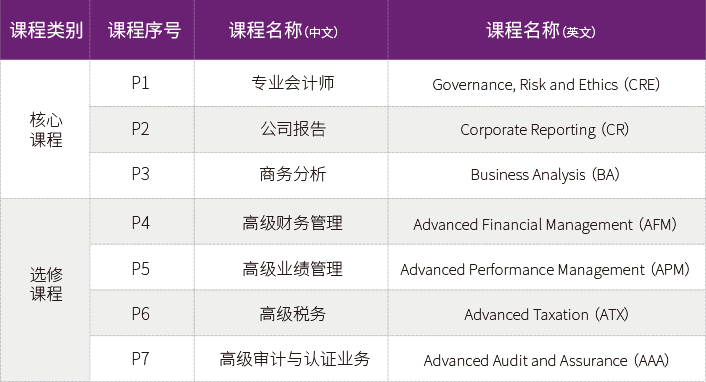 课程类别 课程序号 课程名称(中文) 课程名称(英文)
核心
课程
P1 专业会计师 Governance, Risk and Ethics (CRE)
P2 公司报告 Corporate Reporting (CR)
P3 商务分析 Business Analysis (BA)
选修
课程
P4 高级财务管理 Advanced Financial Management (AFM)
P5 高级业绩管理 Advanced Performance Management (APM)
P6 高级税务 Advanced Taxation (ATX)
P7 高级审计与认证业务 Advanced Audit and Assurance (AAA)